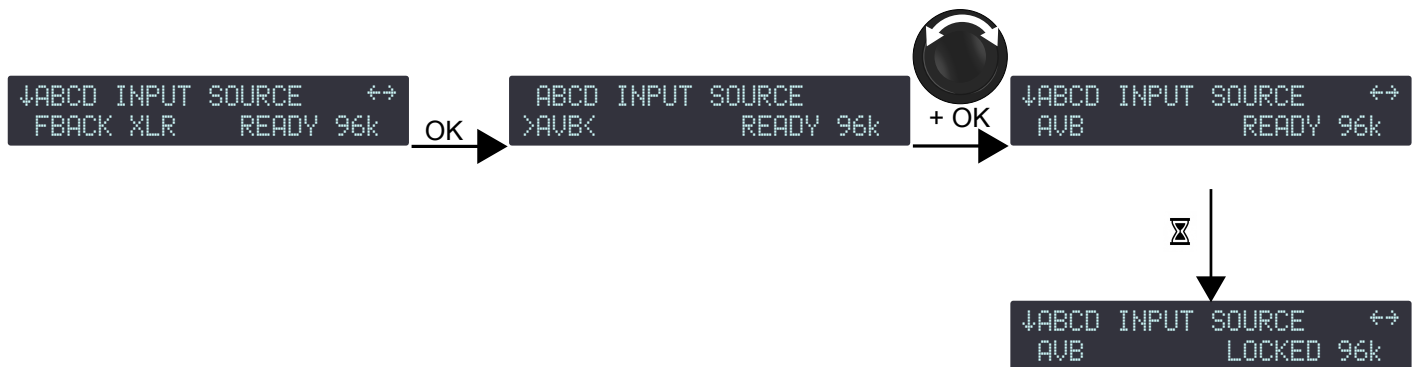 ↓ABCD INPUT SOURCE ↔
FBACK XLR READY 96k
OK
ABCD INPUT SOURCE
>AVB< READY 96k
+ OK
↓ABCD INPUT SOURCE ↔
AVB READY 96k
↓ABCD INPUT SOURCE ↔
AVB LOCKED 96k